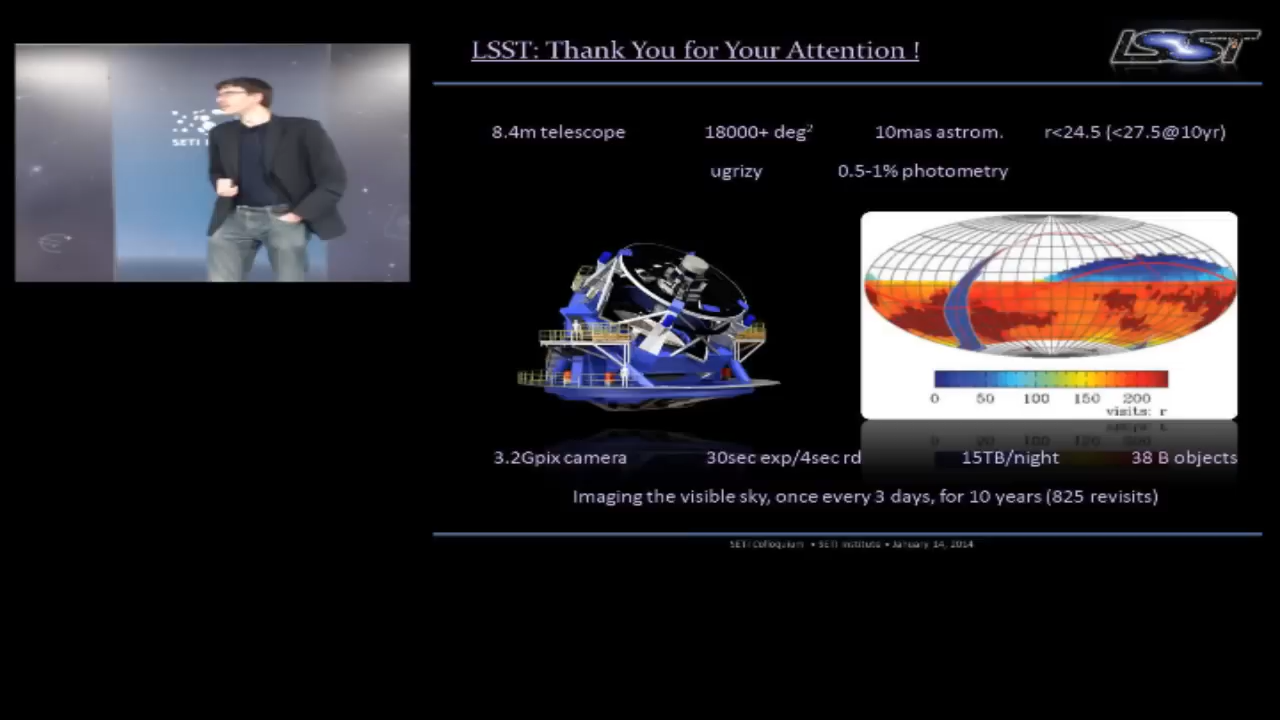 LSST: Thank You for Your Attention !
LSST
SETI
8.4m telescope 18000+ deg² 10mas astrom. r<24.5 (<27.5@10yr)
ugrizy 0.5-1% photometry
0 50 100 150 200
visits: r
3.2Gpix camera 30sec exp/4sec rd 15TB/night 38 B objects
Imaging the visible sky, once every 3 days, for 10 years (825 revisits)
SETI Colloquium • SETI Institute • January 14, 2014